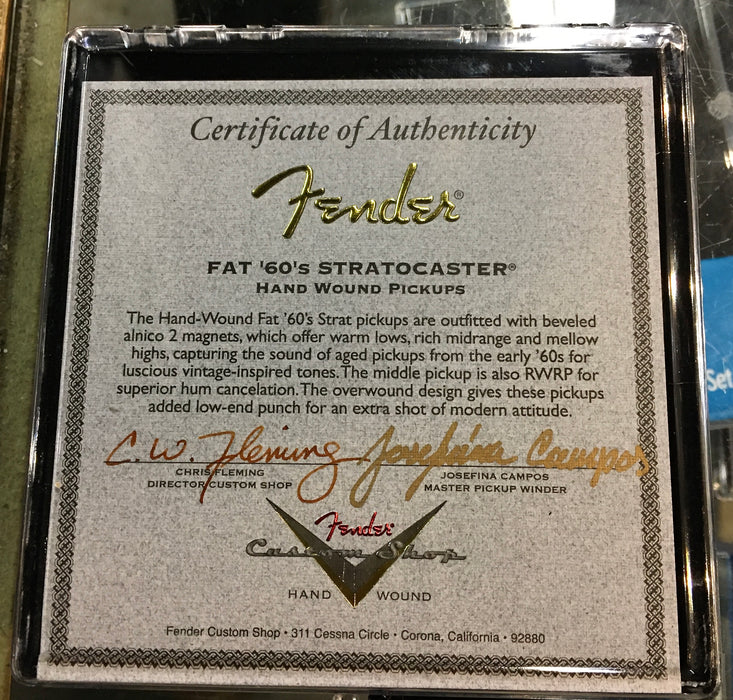 Certificate of Authenticity
Fender®
FAT '60's STRATOCASTER®
HAND WOUND PICKUPS
The Hand-Wound Fat '60's Strat pickups are outfitted with beveled
alnico 2 magnets, which offer warm lows, rich midrange and mellow
highs, capturing the sound of aged pickups from the early '60s for
luscious vintage-inspired tones. The middle pickup is also RWRP for
superior hum cancelation. The overwound design gives these pickups
added low-end punch for an extra shot of modern attitude.
C. W. Fleming Josefina Campos
CHRIS FLEMING
DIRECTOR CUSTOM SHOP
JOSEFINA CAMPOS
MASTER PICKUP WINDER
Fender
Custom Shop
HAND WOUND
Fender Custom Shop • 311 Cessna Circle • Corona, California • 92880
Set